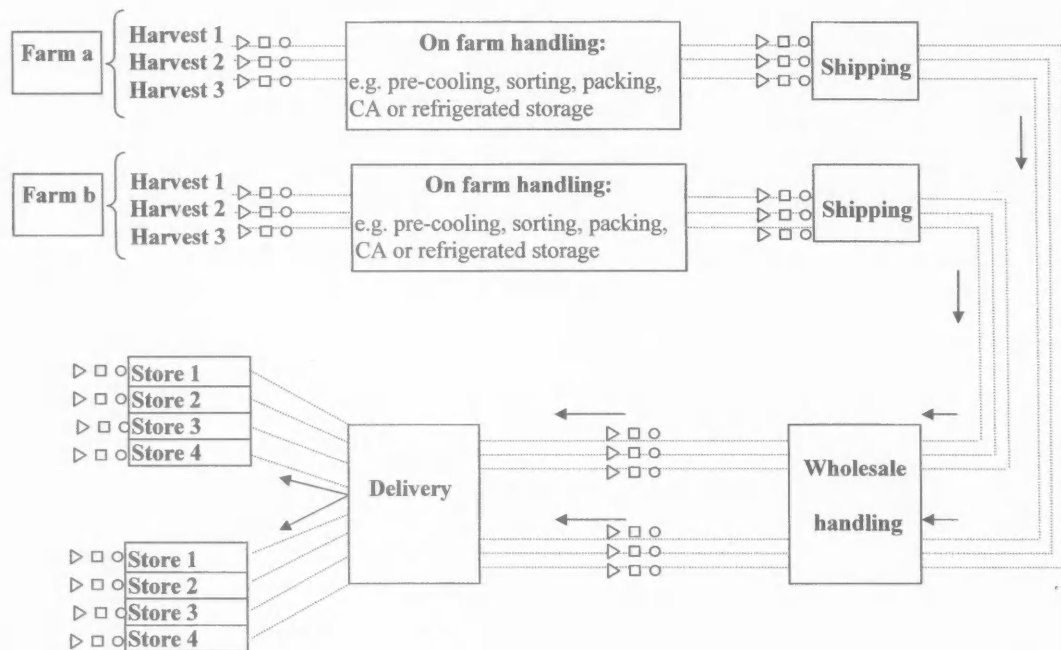 Farm a
Harvest 1
Harvest 2
Harvest 3
On farm handling:
e.g. pre-cooling, sorting, packing,
CA or refrigerated storage
Shipping
Farm b
Harvest 1
Harvest 2
Harvest 3
On farm handling:
e.g. pre-cooling, sorting, packing,
CA or refrigerated storage
Shipping
Store 1
Store 2
Store 3
Store 4
Delivery
Wholesale
handling
Store 1
Store 2
Store 3
Store 4